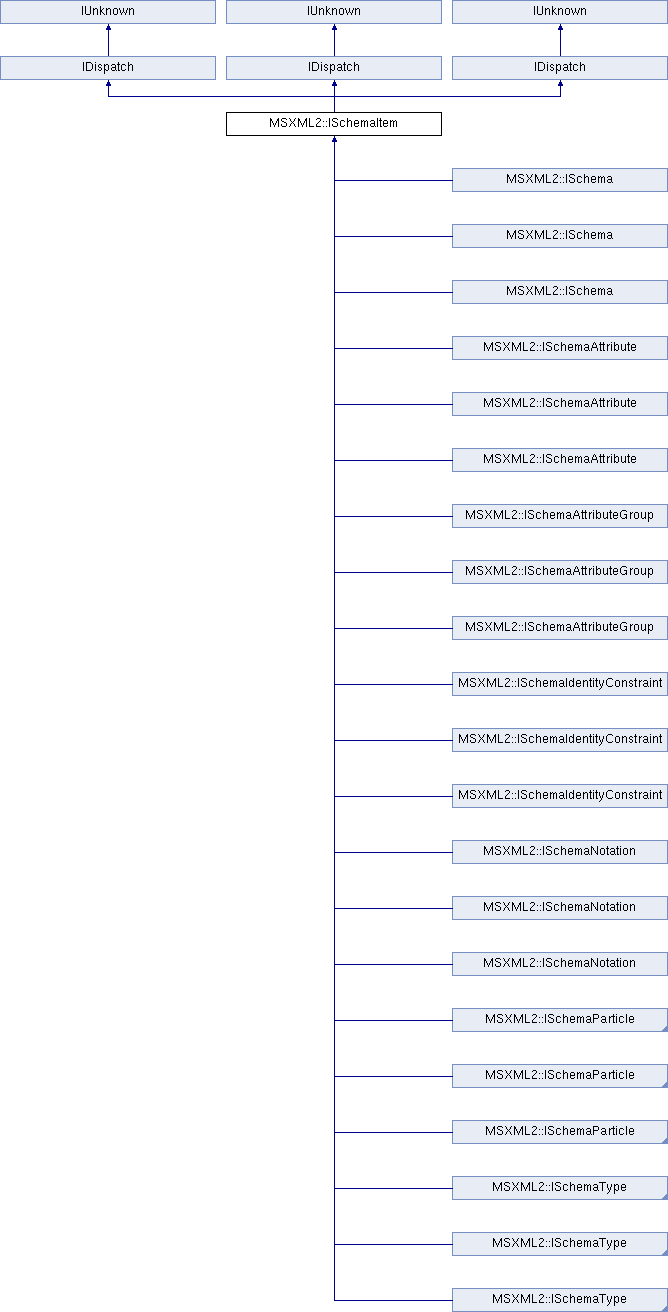 IUnknown
IUnknown
IUnknown
IDispatch
IDispatch
IDispatch
MSXML2::ISchemaItem
MSXML2::ISchema
MSXML2::ISchema
MSXML2::ISchema
MSXML2::ISchemaAttribute
MSXML2::ISchemaAttribute
MSXML2::ISchemaAttribute
MSXML2::ISchemaAttributeGroup
MSXML2::ISchemaAttributeGroup
MSXML2::ISchemaAttributeGroup
MSXML2::ISchemaIdentityConstraint
MSXML2::ISchemaIdentityConstraint
MSXML2::ISchemaIdentityConstraint
MSXML2::ISchemaNotation
MSXML2::ISchemaNotation
MSXML2::ISchemaNotation
MSXML2::ISchemaParticle
MSXML2::ISchemaParticle
MSXML2::ISchemaParticle
MSXML2::ISchemaType
MSXML2::ISchemaType
MSXML2::ISchemaType